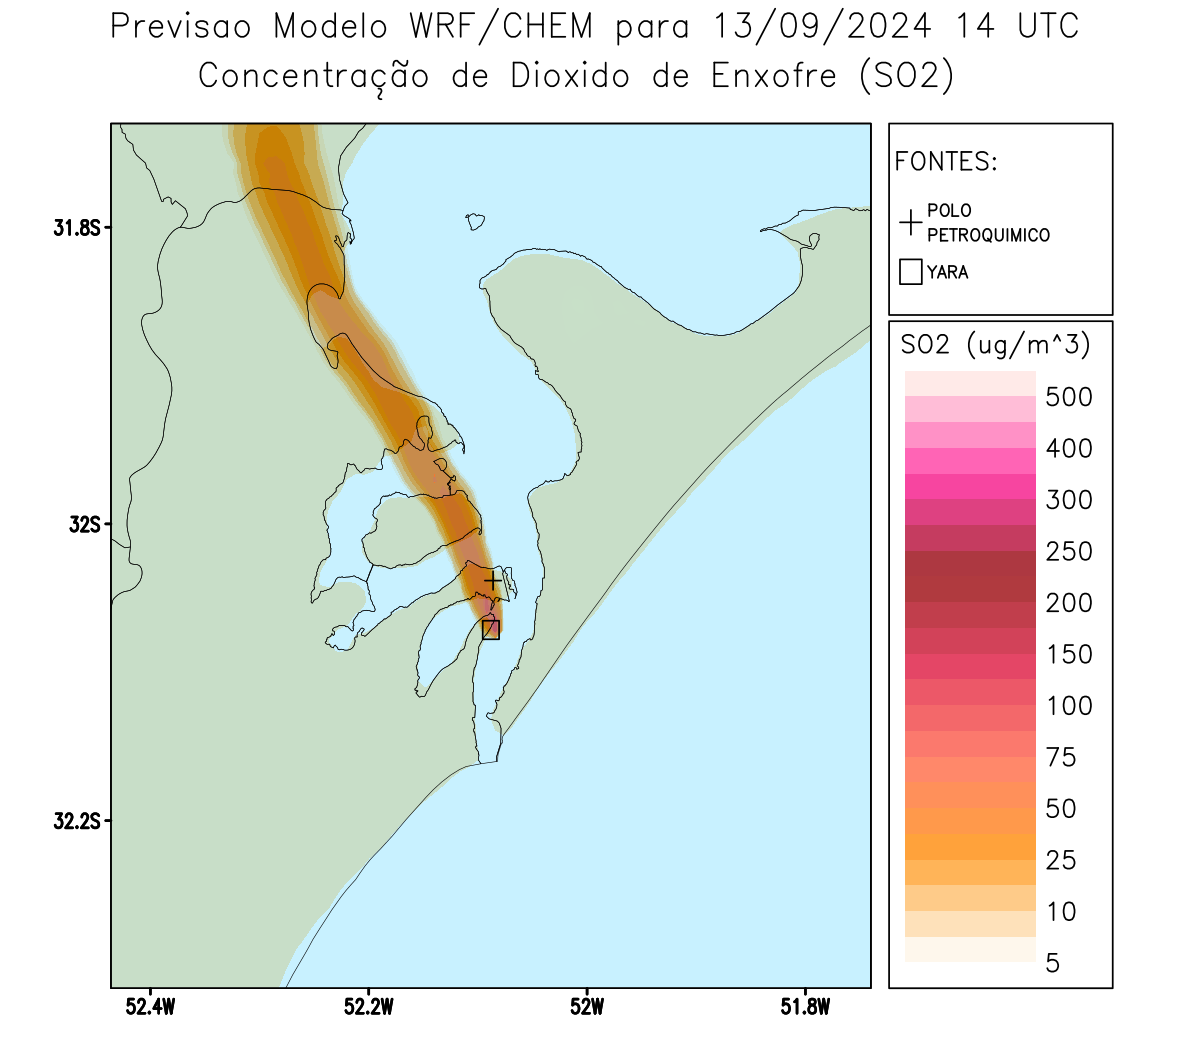 Previsao Modelo WRF/CHEM para 13/09/2024 14 UTC
Concentração de Dioxido de Enxofre (SO2)
FONTES:
POLO
PETROQUIMICO
YARA
31.8S
32S
32.2S
52.4W
52.2W
52W
51.8W
SO2 (ug/m^3)
500
400
300
250
200
150
100
75
50
25
10
5